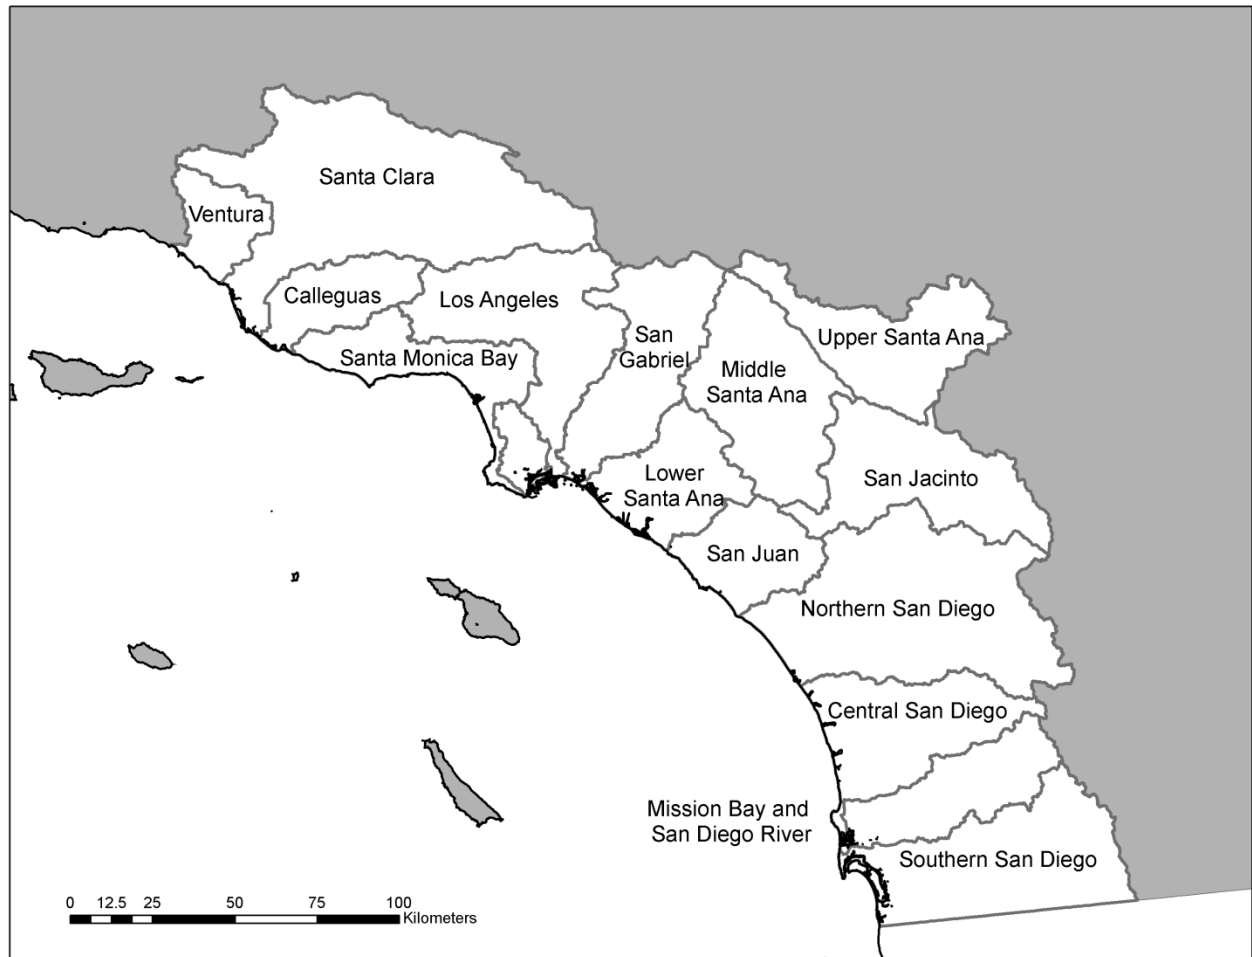 Santa Clara
Ventura
Calleguas
Los Angeles
Santa Monica Bay
San
Gabriel
Upper Santa Ana
Middle
Santa Ana
Lower
Santa Ana
San Jacinto
San Juan
Northern San Diego
Central San Diego
Mission Bay and
San Diego River
Southern San Diego
0 12.5 25 50 75 100
Kilometers